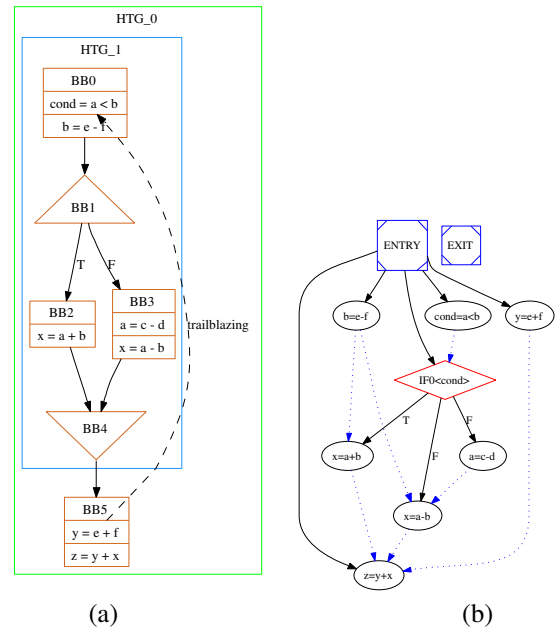 HTG_0
HTG_1
BB0
cond = a < b
b = e - f
BB1
T
F
BB2
x = a + b
BB3
a = c - d
x = a - b
trailblazing
BB4
BB5
y = e + f
z = y + x
(a)
ENTRY
EXIT
b=e-f
cond=a<b
y=e+f
IF0<cond>
T
F
F
x=a+b
a=c-d
x=a-b
z=y+x
(b)